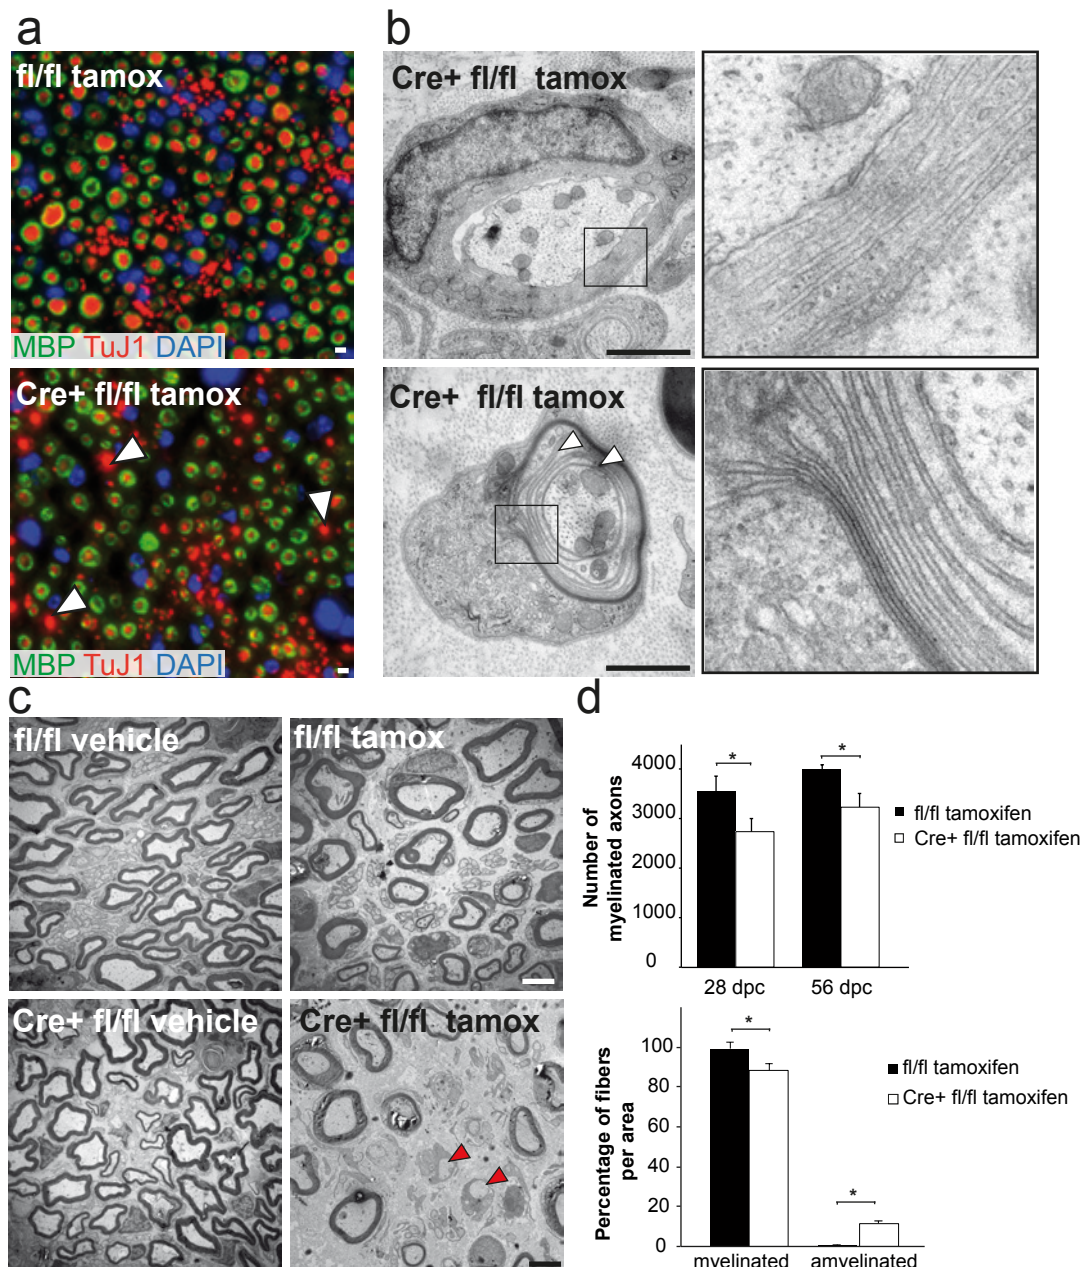 a
fl/fl tamox
MBP TuJ1 DAPI
Cre+ fl/fl tamox
MBP TuJ1 DAPI
b
Cre+ fl/fl tamox
Cre+ fl/fl tamox
c
fl/fl vehicle
fl/fl tamox
Cre+ fl/fl vehicle
Cre+ fl/fl tamox
d
Number of
myelinated axons
4000
3000
2000
1000
0
*
*
28 dpc
56 dpc
fl/fl tamoxifen
Cre+ fl/fl tamoxifen
Percentage of fibers
per area
100
80
60
40
20
0
*
*
myelinated
amyelinated
fl/fl tamoxifen
Cre+ fl/fl tamoxifen